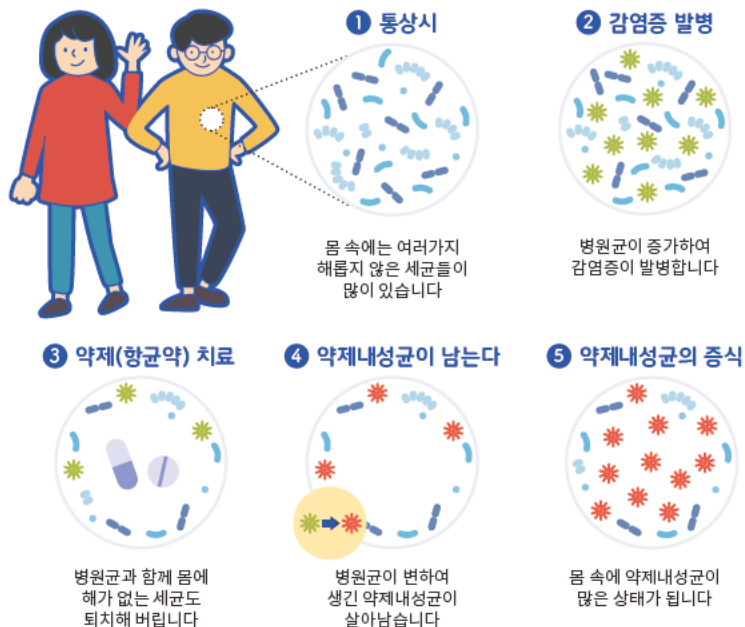 1 통상시
몸 속에는 여러가지
해롭지 않은 세균들이
많이 있습니다
2 감염증 발병
병원균이 증가하여
감염증이 발병합니다
3 약제(항균약) 치료
병원균과 함께 몸에
해가 없는 세균도
퇴치해 버립니다
4 약제내성균이 남는다
병원균이 변하여
생긴 약제내성균이
살아남습니다
5 약제내성균의 증식
몸 속에 약제내성균이
많은 상태가 됩니다